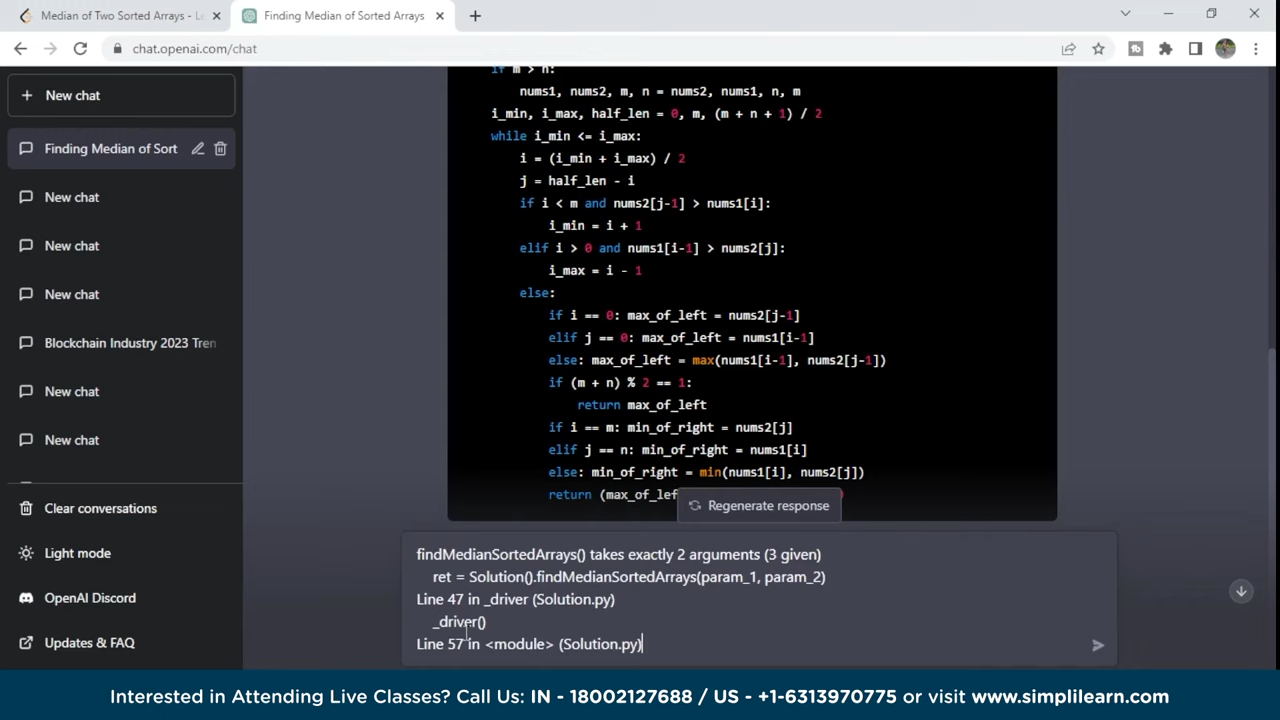 Median of Two Sorted Arrays - Le
Finding Median of Sorted Arrays
chat.openai.com/chat
New chat
Finding Median of Sort
New chat
New chat
New chat
Blockchain Industry 2023 Tren
New chat
New chat
Clear conversations
Light mode
OpenAI Discord
Updates & FAQ
if m > n:
nums1, nums2, m, n = nums2, nums1, n, m
i_min, i_max, half_len = 0, m, (m + n + 1) / 2
while i_min <= i_max:
i = (i_min + i_max) / 2
j = half_len - i
if i < m and nums2[j-1] > nums1[i]:
i_min = i + 1
elif i > 0 and nums1[i-1] > nums2[j]:
i_max = i - 1
else:
if i == 0: max_of_left = nums2[j-1]
elif j == 0: max_of_left = nums1[i-1]
else: max_of_left = max(nums1[i-1], nums2[j-1])
if (m + n) % 2 == 1:
return max_of_left
if i == m: min_of_right = nums2[j]
elif j == n: min_of_right = nums1[i]
else: min_of_right = min(nums1[i], nums2[j])
return (max_of_lef
Regenerate response
findMedianSortedArrays() takes exactly 2 arguments (3 given)
ret = Solution().findMedianSortedArrays(param_1, param_2)
Line 47 in _driver (Solution.py)
_driver()
Line 57 in <module> (Solution.py)
Interested in Attending Live Classes? Call Us: IN - 18002127688 / US - +1-6313970775 or visit www.simplilearn.com